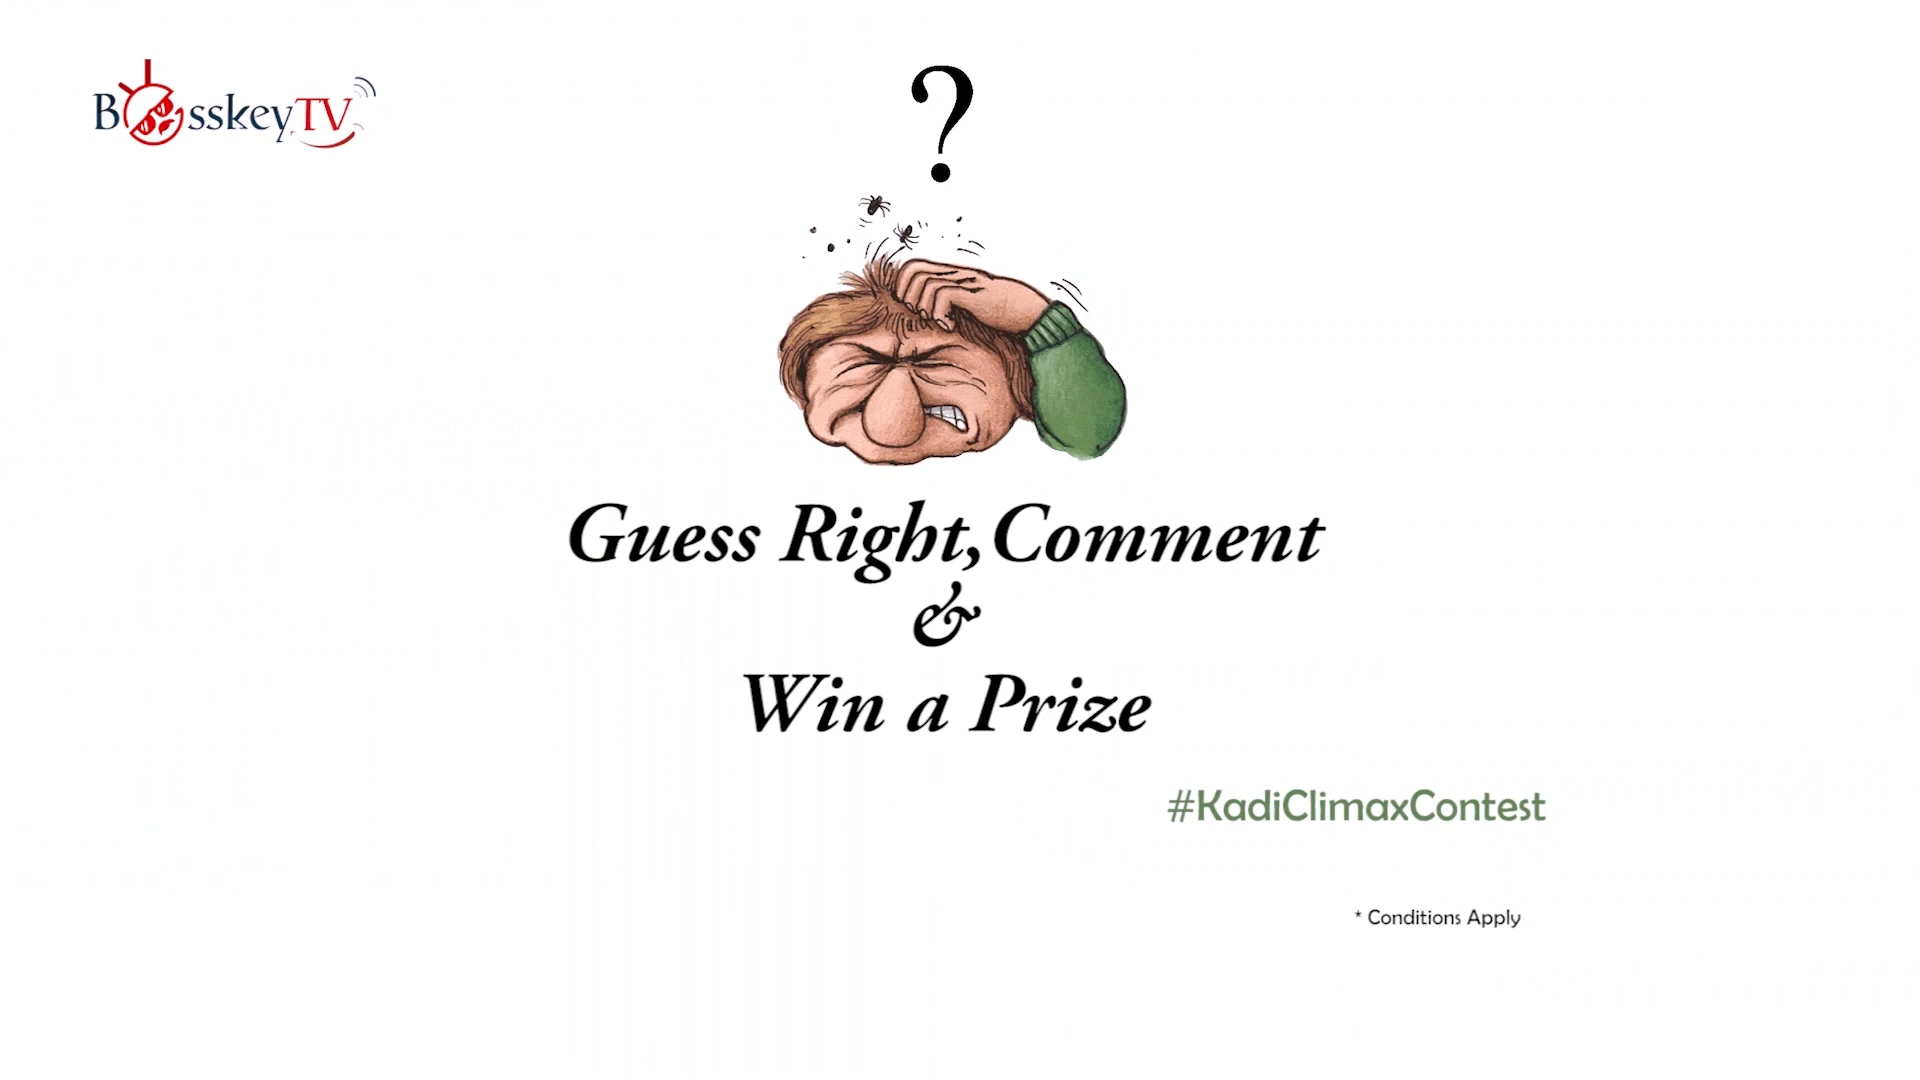 BosskeyTV
?
Guess Right,Comment
&
Win a Prize
#KadiClimaxContest
* Conditions Apply